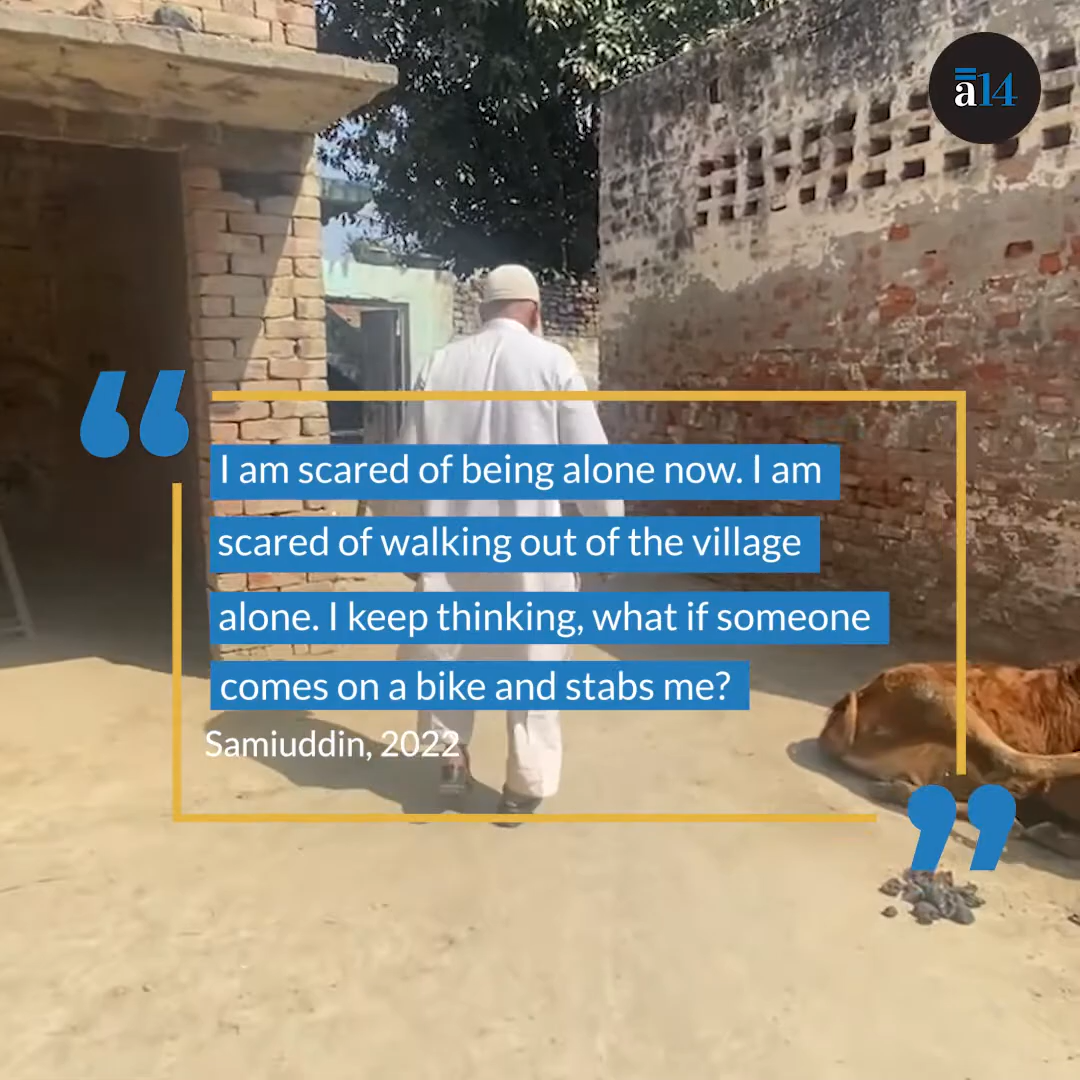 ā14
“
I am scared of being alone now. I am
scared of walking out of the village
alone. I keep thinking, what if someone
comes on a bike and stabs me?
Samiuddin, 2022
”